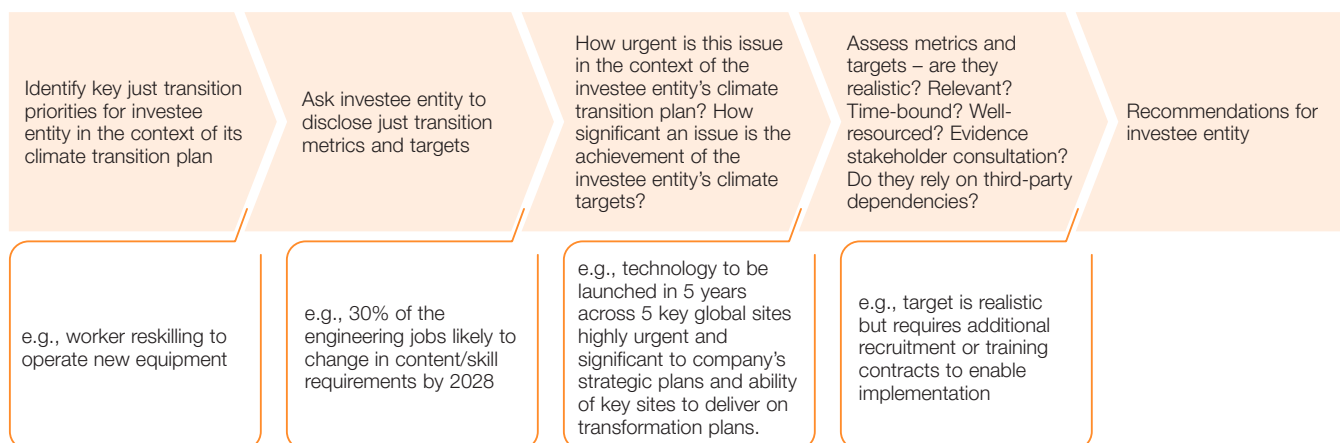 Identify key just transition
priorities for investee
entity in the context of its
climate transition plan
Ask investee entity to
disclose just transition
metrics and targets
How urgent is this issue
in the context of the
investee entity's climate
transition plan? How
significant an issue is the
achievement of the
investee entity's climate
targets?
Assess metrics and
targets – are they
realistic? Relevant?
Time-bound? Well-
resourced? Evidence
stakeholder consultation?
Do they rely on third-party
dependencies?
Recommendations for
investee entity
e.g., worker reskilling to
operate new equipment
e.g., 30% of the
engineering jobs likely to
change in content/skill
requirements by 2028
e.g., technology to be
launched in 5 years
across 5 key global sites
highly urgent and
significant to company's
strategic plans and ability
of key sites to deliver on
transformation plans.
e.g., target is realistic
but requires additional
recruitment or training
contracts to enable
implementation